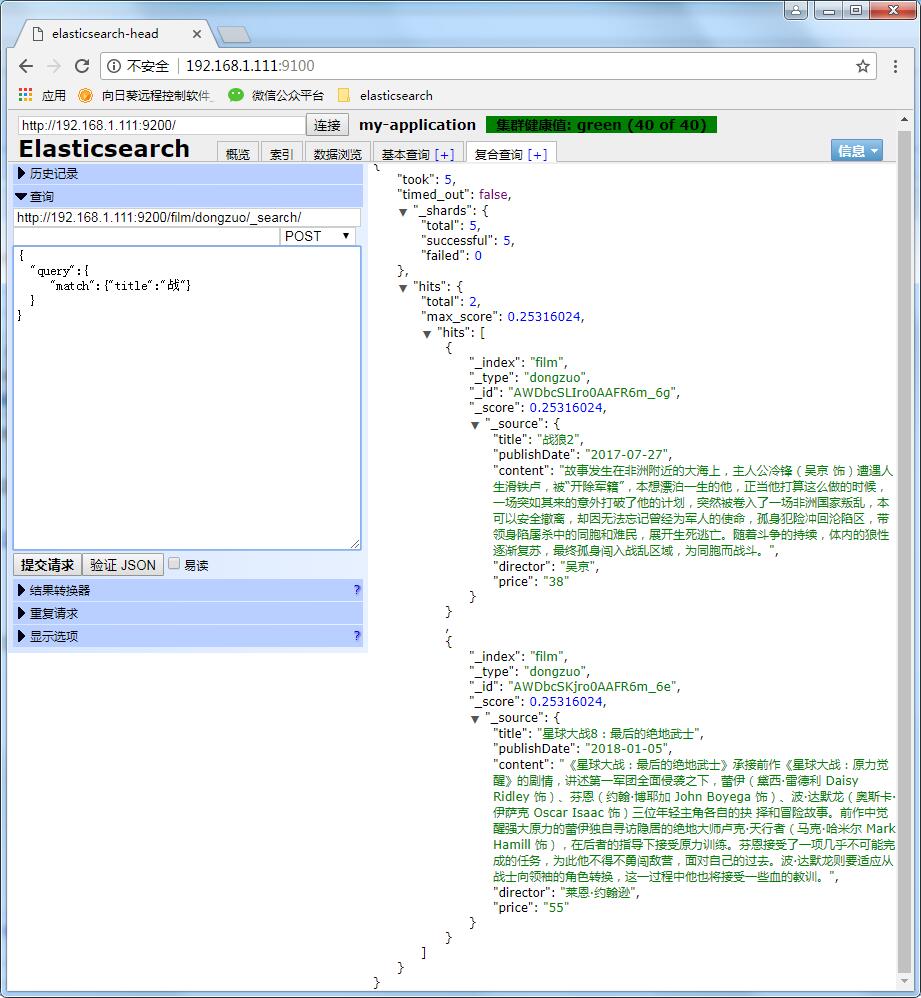 elasticsearch-head
不安全 192.168.1.111:9100
应用 向日葵远程控制软件 微信公众平台 elasticsearch
http://192.168.1.111:9200/ 连接 my-application 集群健康值: green (40 of 40)
Elasticsearch 概览 索引 数据浏览 基本查询 [+] 复合查询 [+] 信息
历史记录
查询
http://192.168.1.111:9200/film/dongzuo/_search/
POST
{
"query":{
"match":{"title":"战"}
}
}
提交请求 验证 JSON 易读
结果转换器 ?
重复请求
显示选项 ?
{
"took": 5,
"timed_out": false,
"_shards": {
"total": 5,
"successful": 5,
"failed": 0
},
"hits": {
"total": 2,
"max_score": 0.25316024,
"hits": [
{
"_index": "film",
"_type": "dongzuo",
"_id": "AWDbcSLIro0AAFR6m_6g",
"_score": 0.25316024,
"_source": {
"title": "战狼2",
"publishDate": "2017-07-27",
"content": "故事发生在非洲附近的大海上，主人公冷锋（吴京 饰）遭遇人
生滑铁卢，被“开除军籍”，本想漂泊一生的他，正当他打算这么做的时候，
一场突如其来的意外打破了他的计划，突然被卷入了一场非洲国家叛乱，本
可以安全撤离，却因无法忘记曾经为军人的使命，孤身犯险冲回沦陷区，带
领身陷屠杀中的同胞和难民，展开生死逃亡。随着斗争的持续，体内的狼性
逐渐复苏，最终孤身闯入战乱区域，为同胞而战斗。",
"director": "吴京",
"price": "38"
}
}
,
{
"_index": "film",
"_type": "dongzuo",
"_id": "AWDbcSKjro0AAFR6m_6e",
"_score": 0.25316024,
"_source": {
"title": "星球大战8：最后的绝地武士",
"publishDate": "2018-01-05",
"content": "《星球大战：最后的绝地武士》承接前作《星球大战：原力觉
醒》的剧情，讲述第一军团全面侵袭之下，蕾伊（黛西·雷德利 Daisy
Ridley 饰）、芬恩（约翰·博耶加 John Boyega 饰）、波·达默龙（奥斯卡·
伊萨克 Oscar Isaac 饰）三位年轻主角各自的抉 择和冒险故事。前作中觉
醒强大原力的蕾伊独自寻访隐居的绝地大师卢克·天行者（马克·哈米尔 Mark
Hamill 饰），在后者的指导下接受原力训练。芬恩接受了一项几乎不可能完
成的任务，为此他不得不勇闯敌营，面对自己的过去。波·达默龙则要适应从
战士向领袖的角色转换，这一过程中他也将接受一些血的教训。",
"director": "莱恩·约翰逊",
"price": "55"
}
}
]
}
}